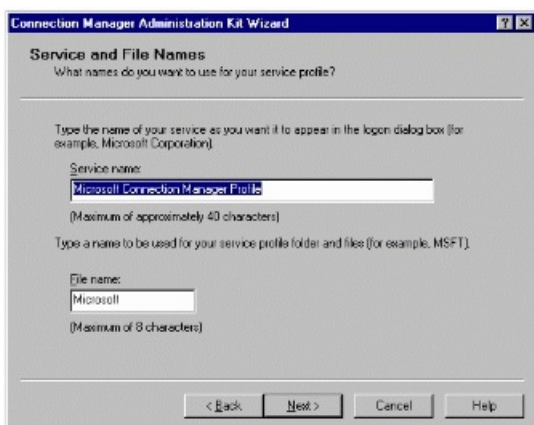 Connection Manager Administration Kit Wizard
Service and File Names
What names do you want to use for your service profile?
Type the name of your service as you want it to appear in the logon dialog box (for
example, Microsoft Corporation).
Service name:
Microsoft Connection Manager Profile
(Maximum of approximately 40 characters)
Type a name to be used for your service profile folder and files (for example, MSFT).
File name:
Microsoft
(Maximum of 8 characters)
< Back
Next >
Cancel
Help